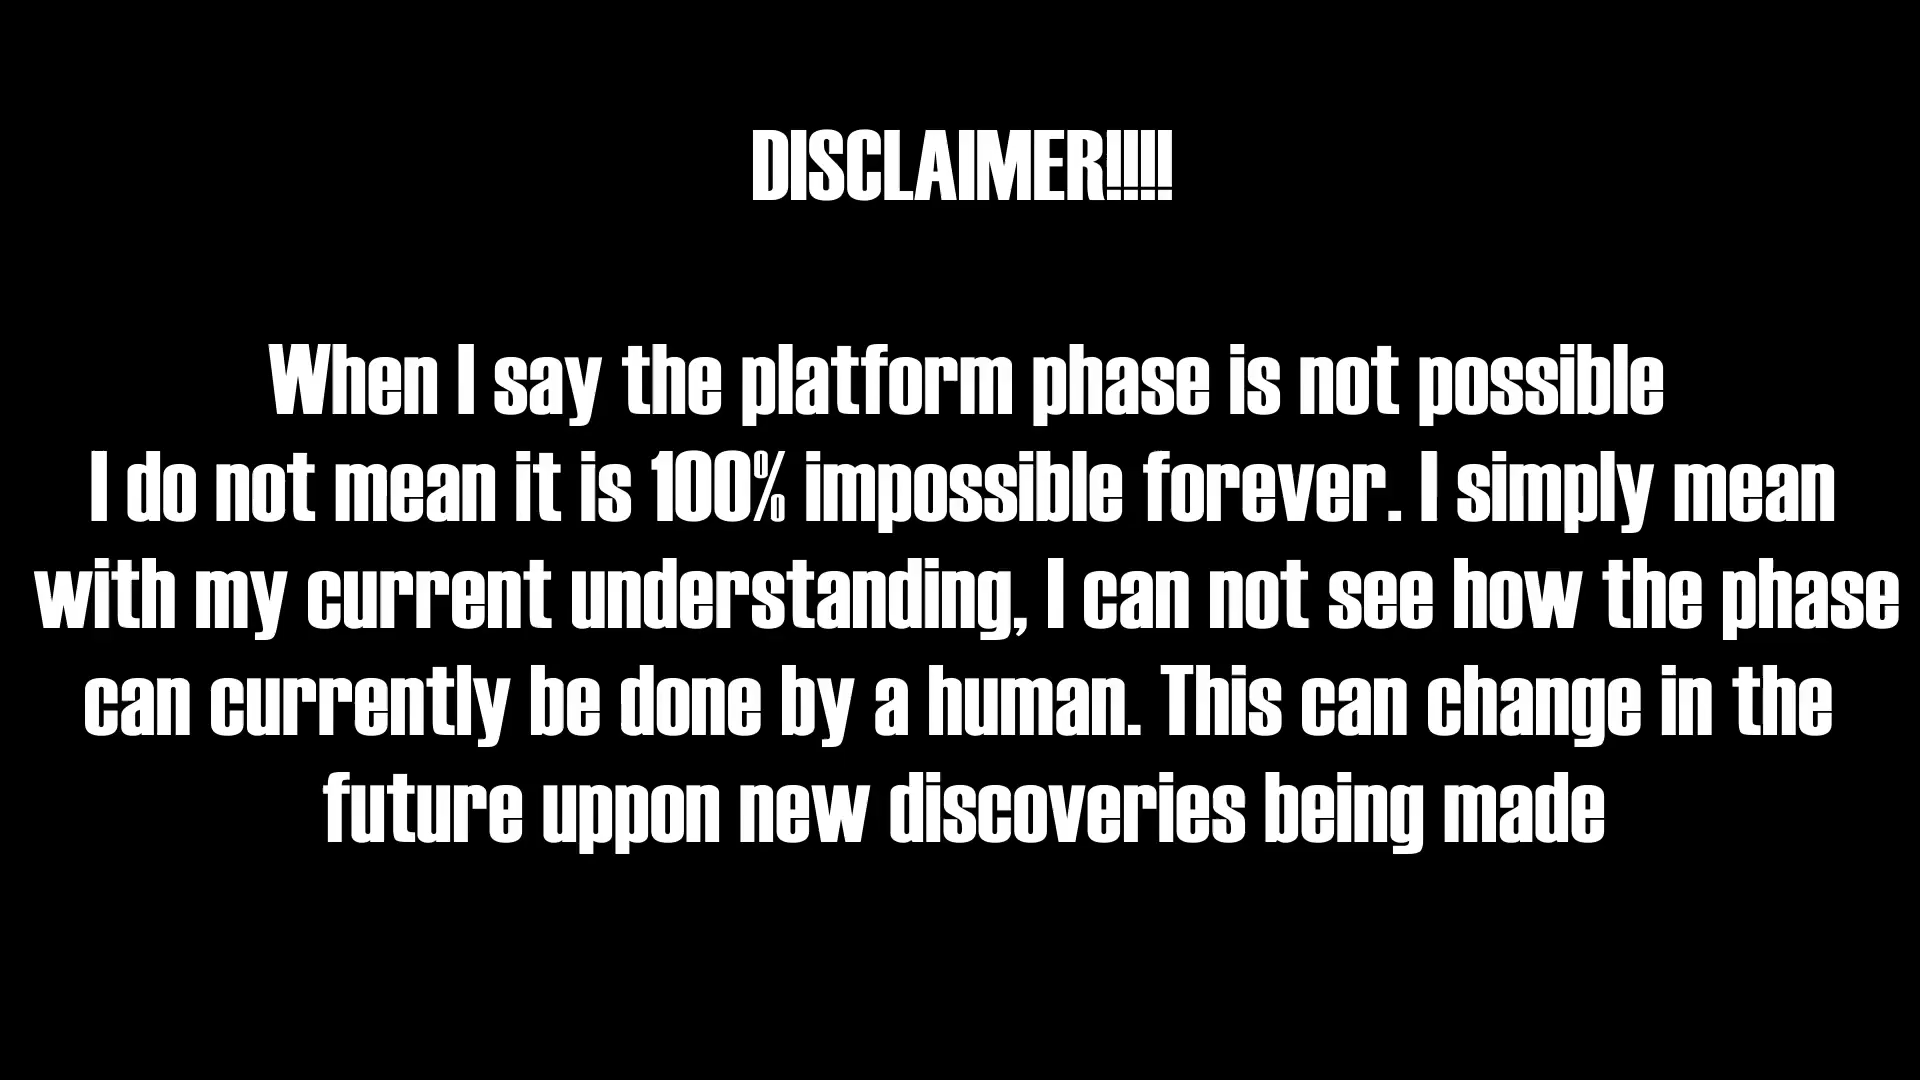 DISCLAIMER!!!!
When I say the platform phase is not possible
I do not mean it is 100% impossible forever. I simply mean
with my current understanding, I can not see how the phase
can currently be done by a human. This can change in the
future uppon new discoveries being made